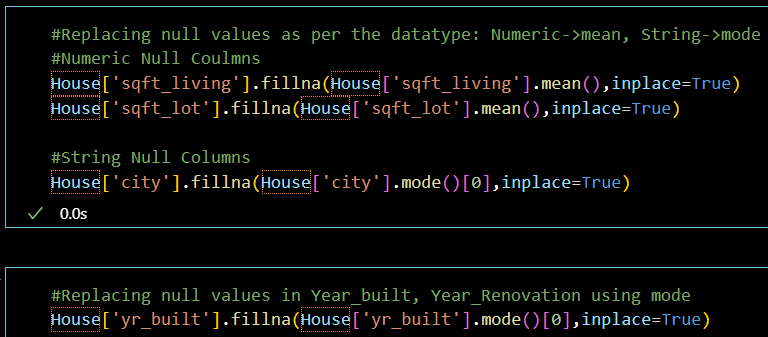 #Replacing null values as per the datatype: Numeric->mean, String->mode
#Numeric Null Coulmns
House['sqft_living'].fillna(House['sqft_living'].mean(),inplace=True)
House['sqft_lot'].fillna(House['sqft_lot'].mean(),inplace=True)
#String Null Columns
House['city'].fillna(House['city'].mode()[0],inplace=True)
0.0s
#Replacing null values in Year_built, Year_Renovation using mode
House['yr_built'].fillna(House['yr_built'].mode()[0],inplace=True)